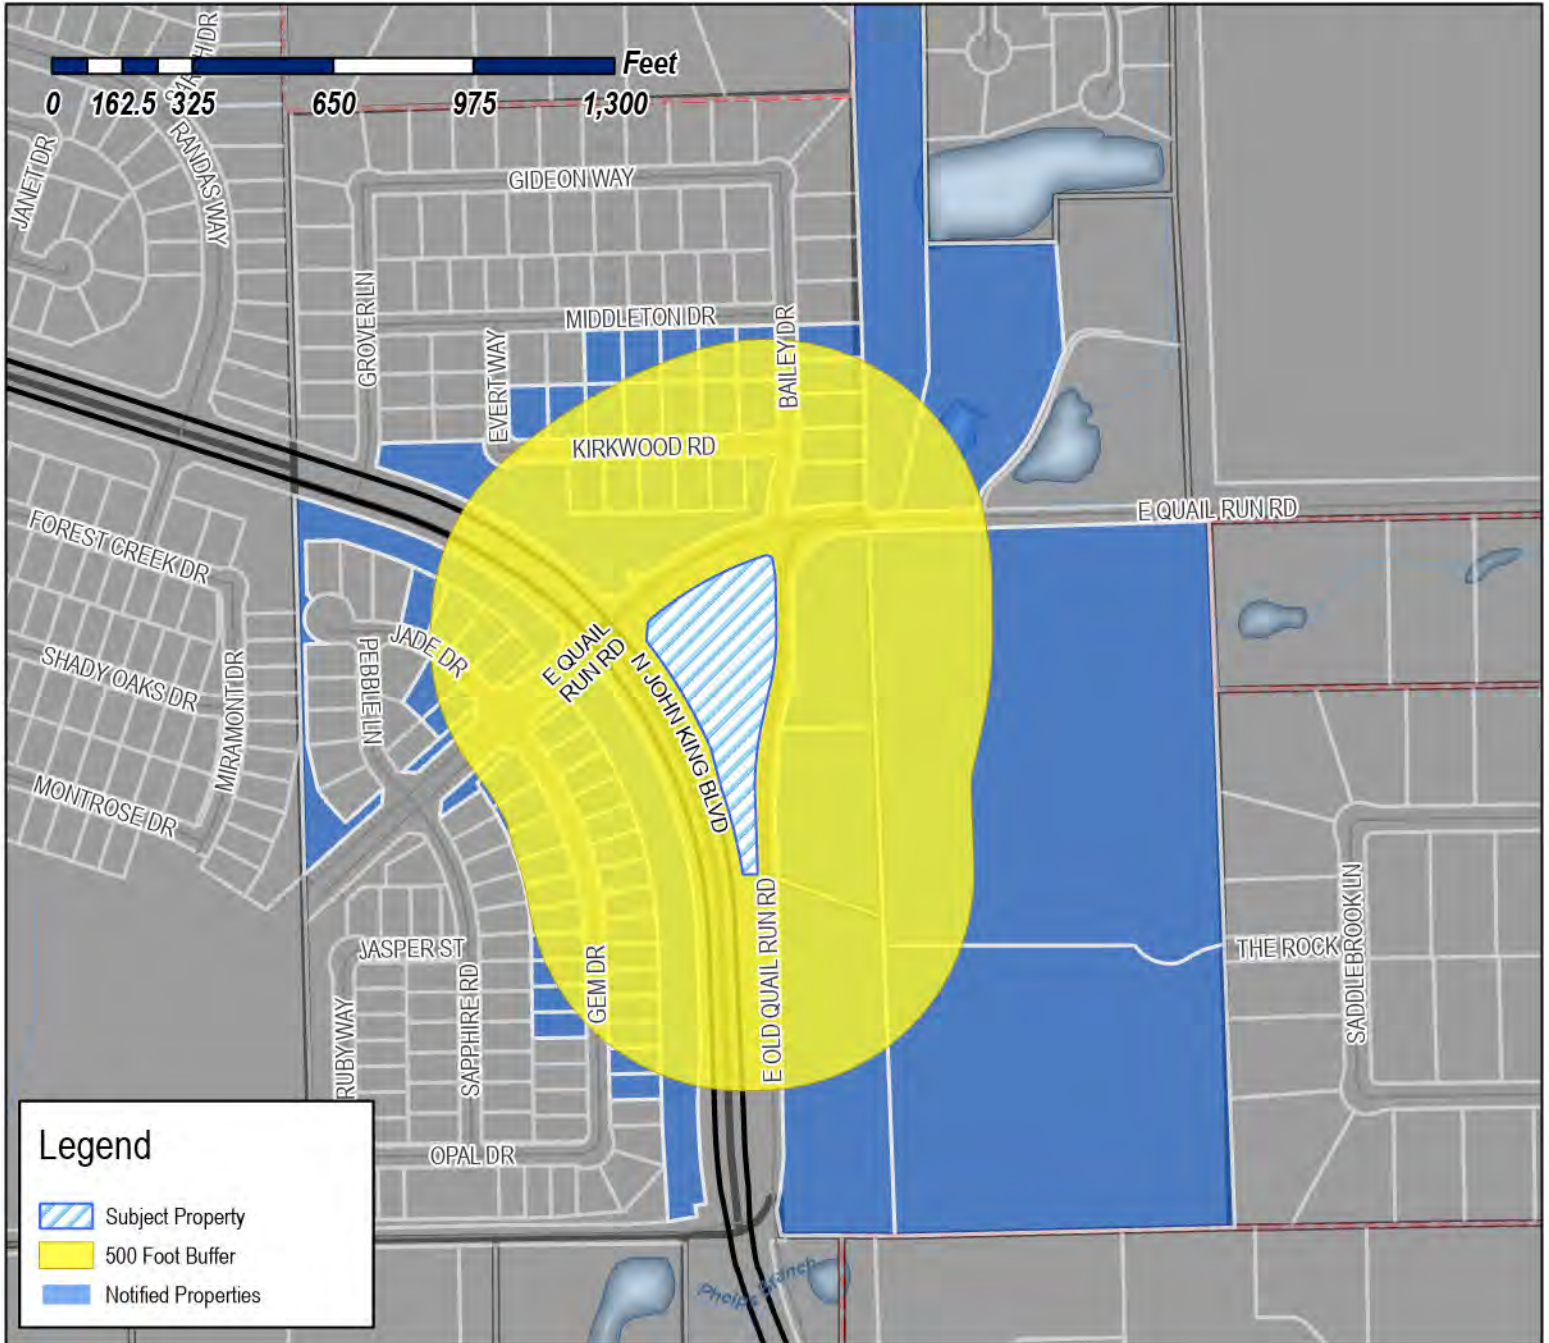 Feet
0 162.5 325 650 975 1,300
RANDAS WAY
JANET DR
GIDEON WAY
GROVER LN
MIDDLETON DR
BAILEY DR
EVERT WAY
KIRKWOOD RD
E QUAIL RUN RD
FOREST CREEK DR
JADE DR
PEBBLE LN
E QUAIL
RUN RD
N JOHN KING BLVD
SHADY OAKS DR
MIRAMONT DR
MONTROSE DR
SADDLEBROOK LN
THE ROCK
JASPER ST
GEM DR
E OLD QUAIL RUN RD
SAPPHIRE RD
RUBY WAY
OPAL DR
Legend
Subject Property
500 Foot Buffer
Notified Properties
Phelps Branch